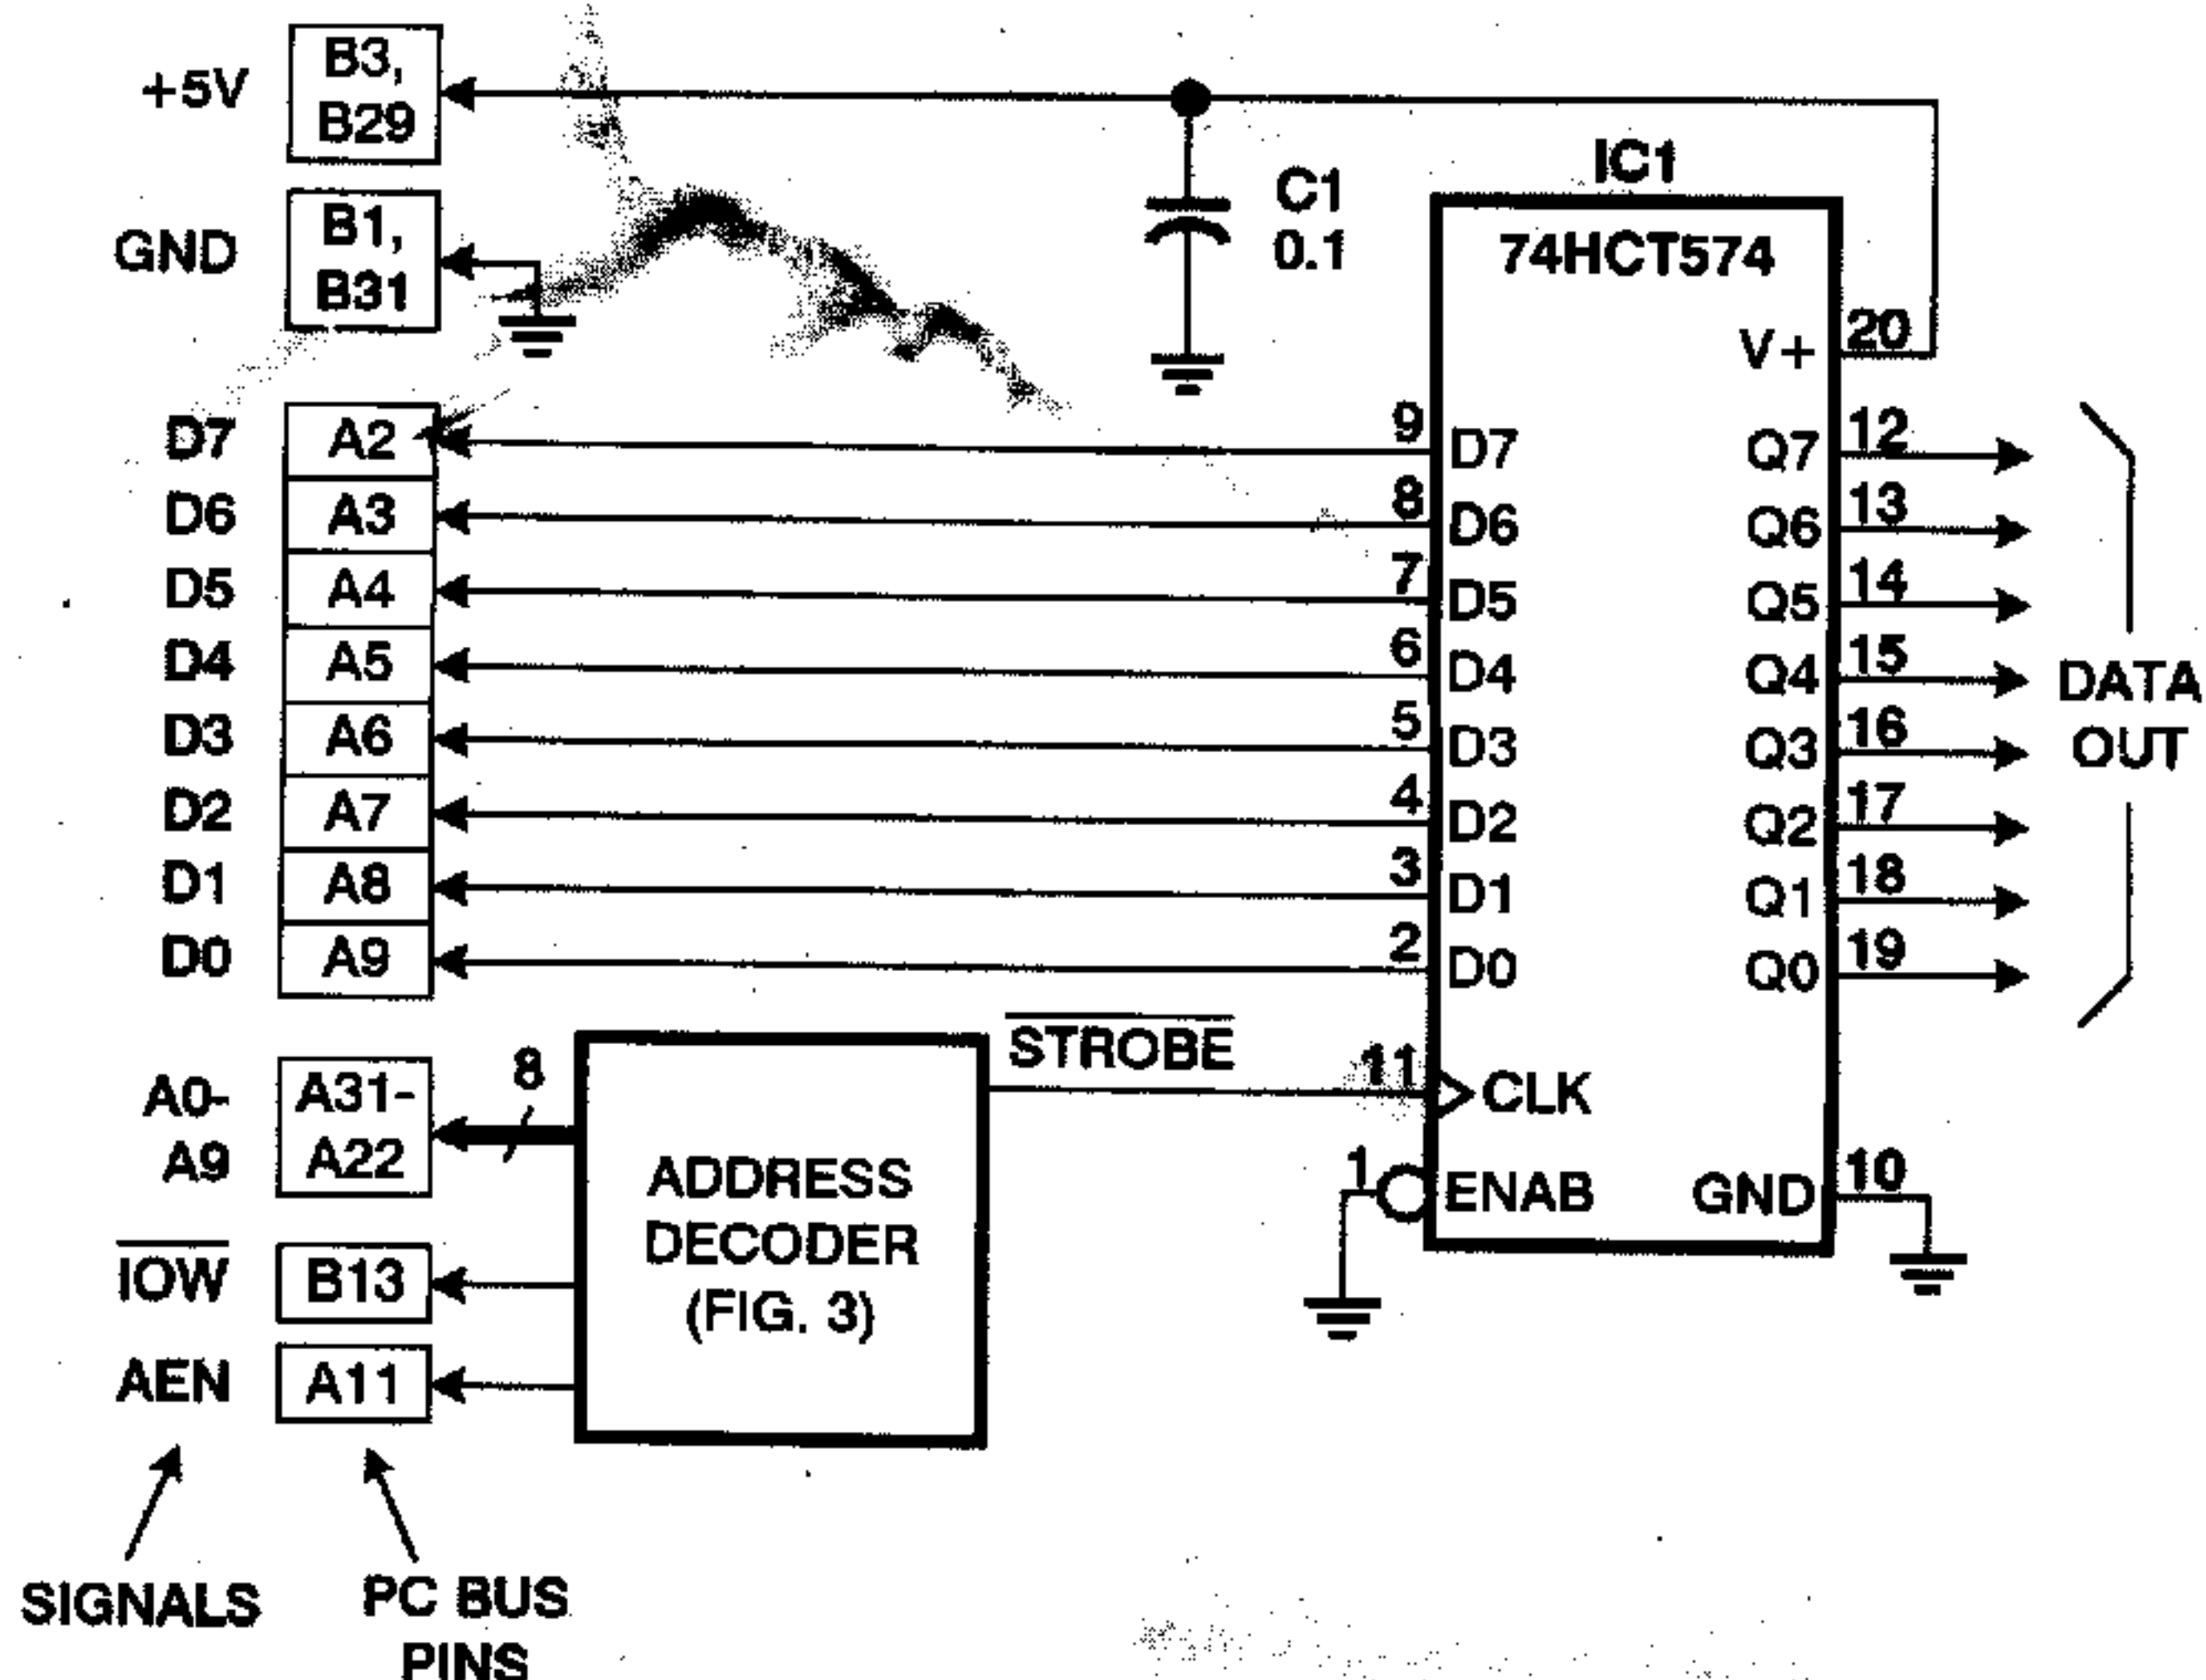 +5V B3, B29
GND B1, B31
C1
0.1
IC1
74HCT574
V+ 20
D7 A2 9 D7 Q7 12
D6 A3 8 D6 Q6 13
D5 A4 7 D5 Q5 14
D4 A5 6 D4 Q4 15
D3 A6 5 D3 Q3 16
D2 A7 4 D2 Q2 17
D1 A8 3 D1 Q1 18
D0 A9 2 D0 Q0 19
DATA
OUT
A0-
A9
A31-
A22
8
ADDRESS
DECODER
(FIG. 3)
STROBE
11 CLK
1 ENAB GND 10
IOW B13
AEN A11
SIGNALS
PC BUS
PINS